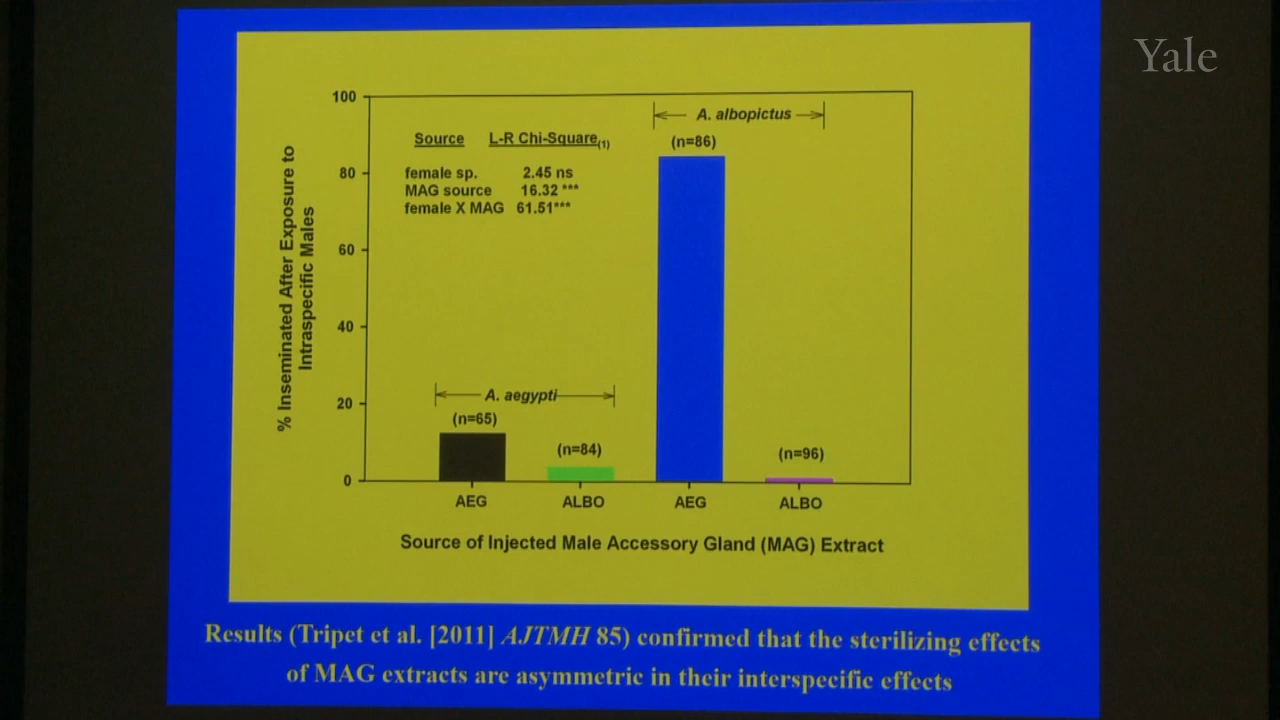 Yale
% Inseminated After Exposure to
Intraspecific Males
100
80
60
40
20
0
Source L-R Chi-Square(1)
female sp. 2.45 ns
MAG source 16.32 ***
female X MAG 61.51***
A. albopictus
(n=86)
A. aegypti
(n=65)
(n=84)
(n=96)
AEG ALBO AEG ALBO
Source of Injected Male Accessory Gland (MAG) Extract
Results (Tripet et al. [2011] AJTMH 85) confirmed that the sterilizing effects
of MAG extracts are asymmetric in their interspecific effects